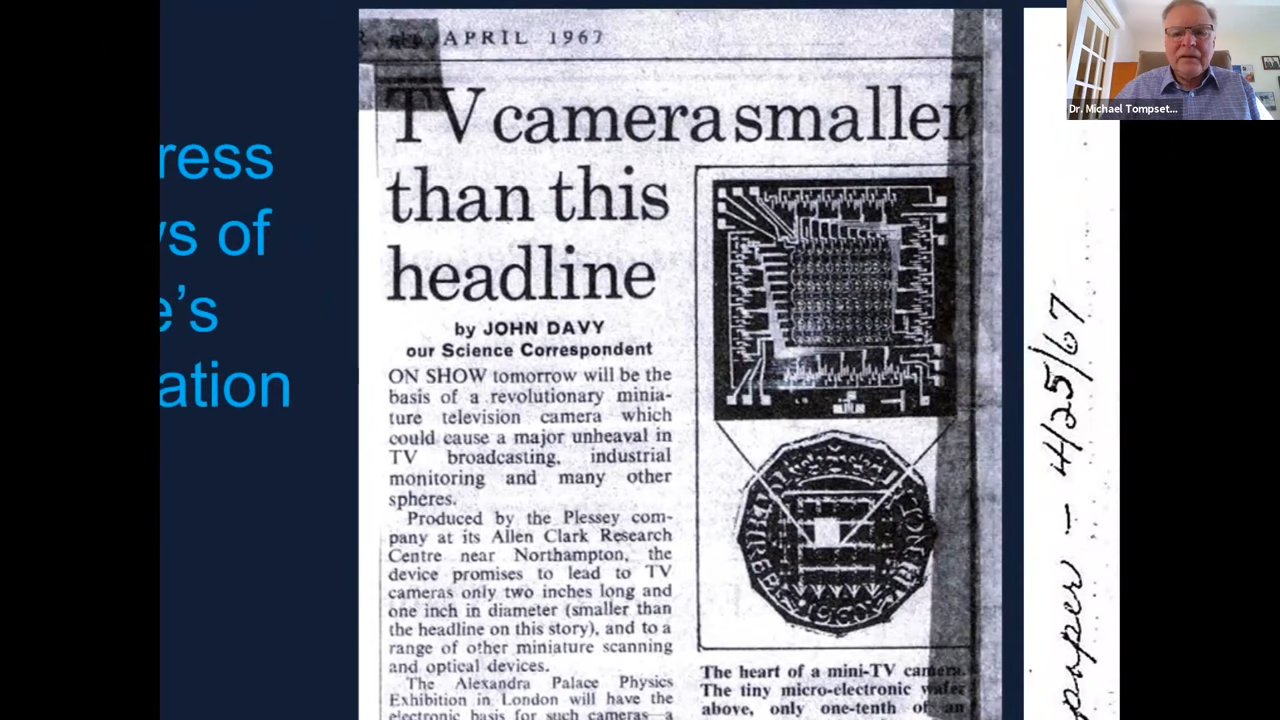 ress
of
e’s
ation
APRIL 1967
TV camera smaller
than this
headline
by JOHN DAVY
our Science Correspondent
ON SHOW tomorrow will be the
basis of a revolutionary minia-
ture television camera which
could cause a major unheaval in
TV broadcasting, industrial
monitoring and many other
spheres.
Produced by the Plessey com-
pany at its Allen Clark Research
Centre near Northampton, the
device promises to lead to TV
cameras only two inches long and
one inch in diameter (smaller than
the headline on this story), and to a
range of other miniature scanning
and optical devices.
The Alexandra Palace Physics
Exhibition in London will have the
electronic basis for such cameras—a
The heart of a mini-TV camera.
The tiny micro-electronic wafer
above, only one-tenth of an
4/25/67
Dr. Michael Tompset...